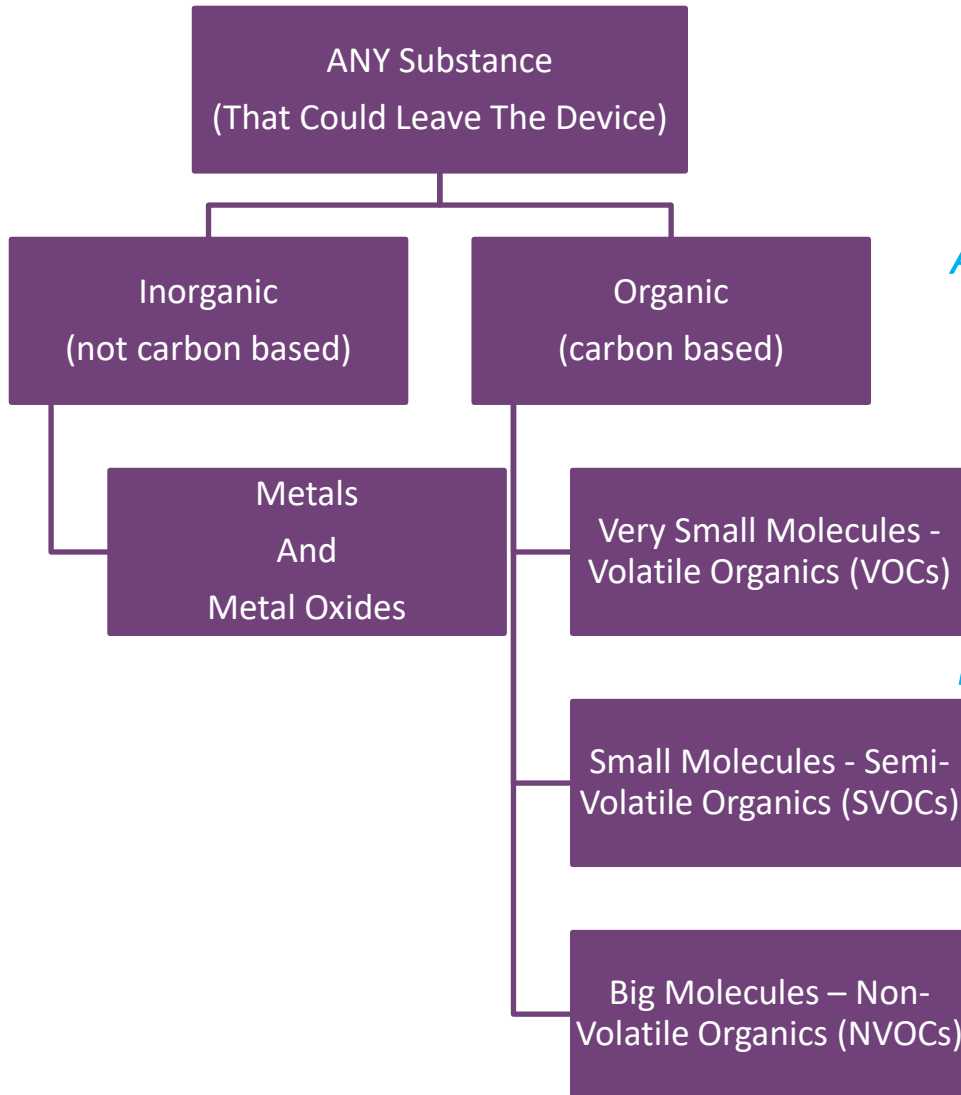 ANY Substance
(That Could Leave The Device)
Inorganic
(not carbon based)
Organic
(carbon based)
Metals
And
Metal Oxides
Very Small Molecules -
Volatile Organics (VOCs)
Small Molecules - Semi-
Volatile Organics (SVOCs)
Big Molecules – Non-
Volatile Organics (NVOCs)